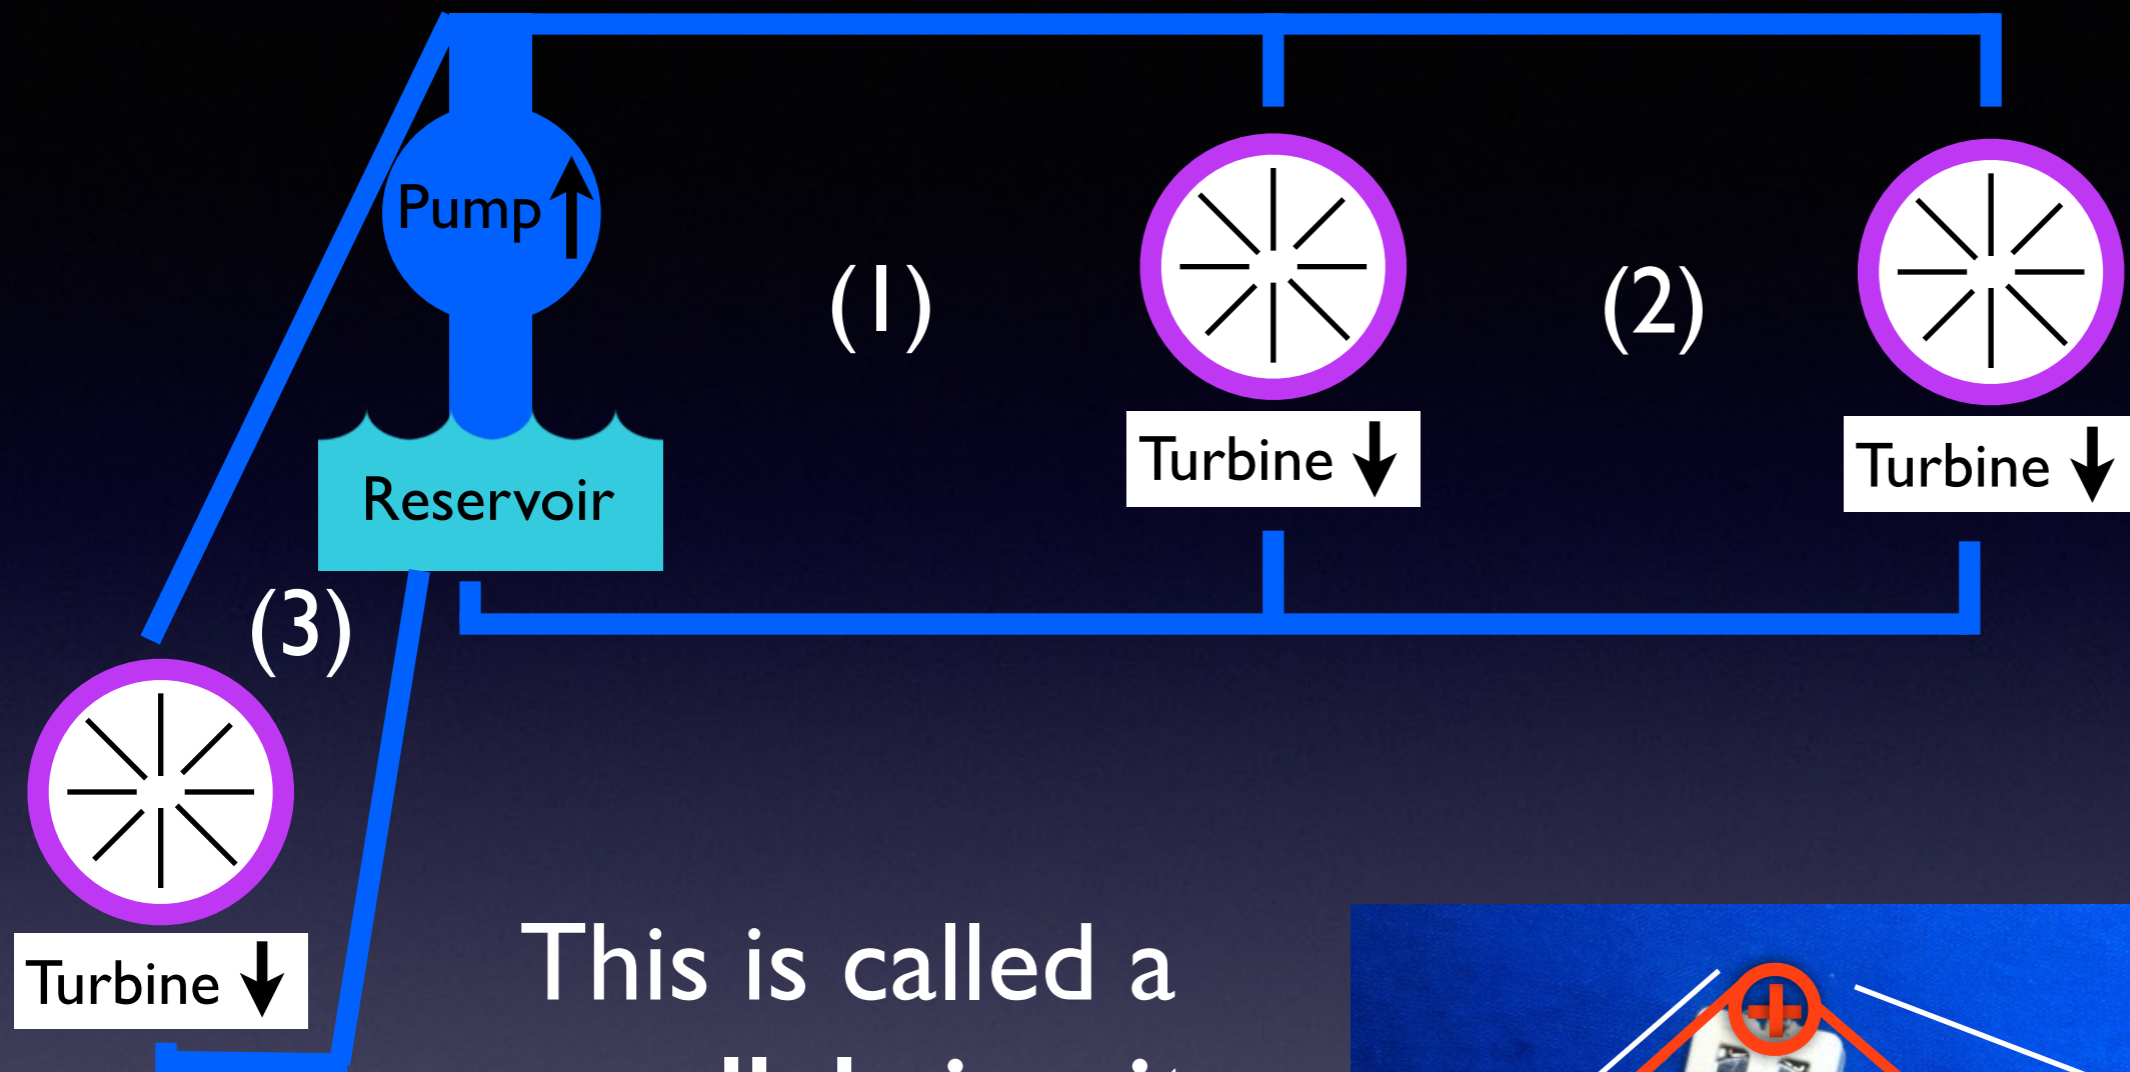 Pump
(1)
(2)
Turbine
Turbine
Reservoir
(3)
Turbine
This is called a